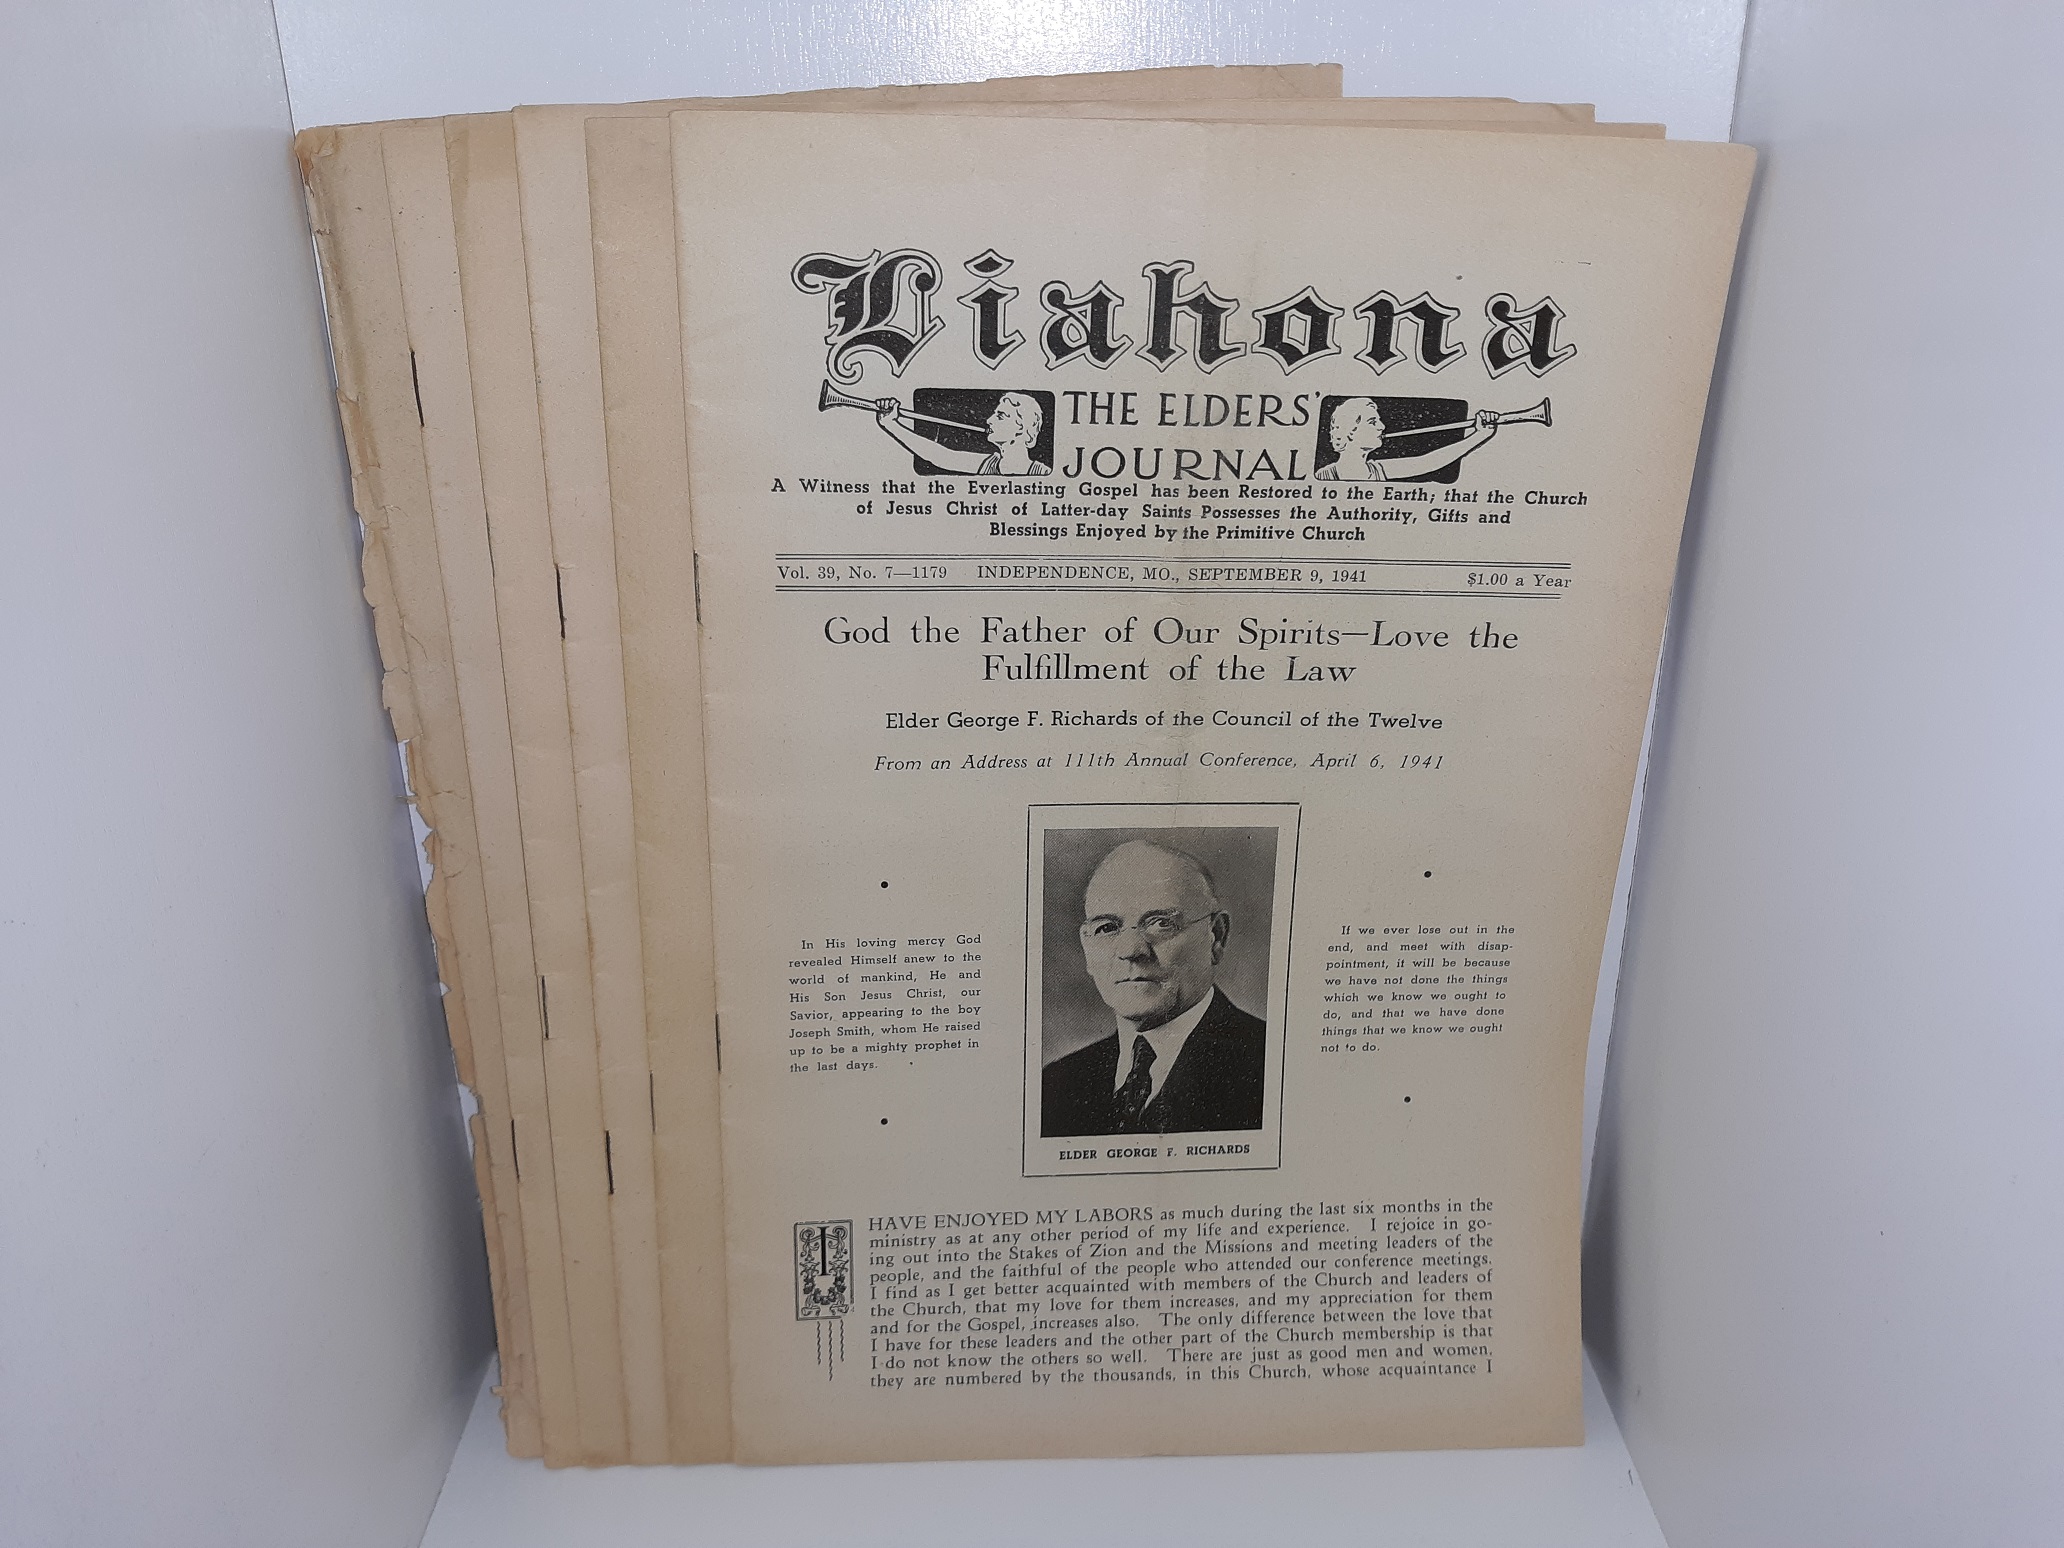 Liahona
THE ELDERS'
JOURNAL
A Witness that the Everlasting Gospel has been Restored to the Earth; that the Church
of Jesus Christ of Latter-day Saints Possesses the Authority, Gifts and
Blessings Enjoyed by the Primitive Church
Vol. 39, No. 7—1179 INDEPENDENCE, MO., SEPTEMBER 9, 1941 $1.00 a Year
God the Father of Our Spirits—Love the
Fulfillment of the Law
Elder George F. Richards of the Council of the Twelve
From an Address at 111th Annual Conference, April 6, 1941
In His loving mercy God
revealed Himself anew to the
world of mankind, He and
His Son Jesus Christ, our
Savior, appearing to the boy
Joseph Smith, whom He raised
up to be a mighty prophet in
the last days.
If we ever lose out in the
end, and meet with disap-
pointment, it will be because
we have not done the things
which we know we ought to
do, and that we have done
things that we know we ought
not to do.
ELDER GEORGE F. RICHARDS
I HAVE ENJOYED MY LABORS as much during the last six months in the
ministry as at any other period of my life and experience. I rejoice in go-
ing out into the Stakes of Zion and the Missions and meeting leaders of the
people, and the faithful of the people who attended our conference meetings.
I find as I get better acquainted with members of the Church and leaders of
the Church, that my love for them increases, and my appreciation for them
and for the Gospel, increases also. The only difference between the love that
I have for these leaders and the other part of the Church membership is that
I do not know the others so well. There are just as good men and women,
they are numbered by the thousands, in this Church, whose acquaintance I